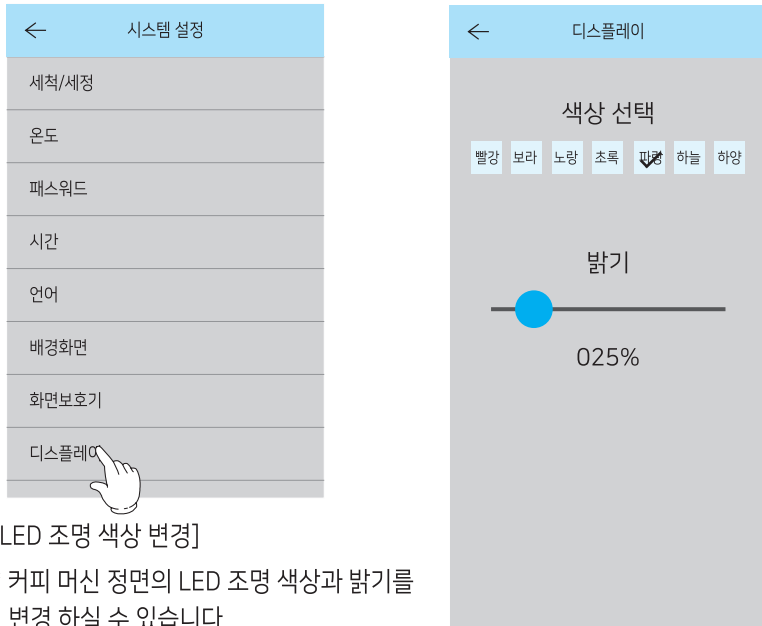 시스템 설정
세척/세정
온도
패스워드
시간
언어
배경화면
화면보호기
디스플레이
LED 조명 색상 변경]
커피 머신 정면의 LED 조명 색상과 밝기를
변경 하실 수 있습니다
디스플레이
색상 선택
빨강 보라 노랑 초록 파랑 하늘 하양
밝기
025%